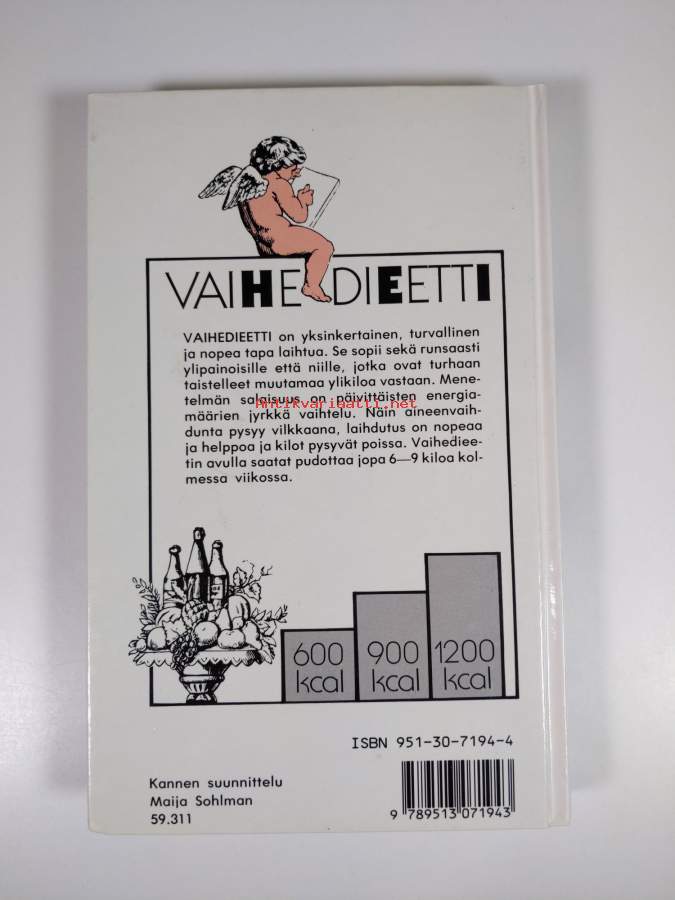 VAIHEDIEETTI
VAIHEDIEETTI on yksinkertainen, turvallinen
ja nopea tapa laihtua. Se sopii sekä runsaasti
ylipainoisille että niille, jotka ovat turhaan
taistelleet muutamaa ylikiloa vastaan. Mene-
telmän salaisuus on päivittäisten energia-
Antikvariaatti.net
määrien jyrkkä vaihtelu. Näin aineenvaih-
dunta pysyy vilkkaana, laihdutus on nopeaa
ja helppoa ja kilot pysyvät poissa. Vaihediee-
tin avulla saatat pudottaa jopa 6—9 kiloa kol-
messa viikossa.
600 kcal
900 kcal
1200 kcal
ISBN 951-30-7194-4
Kannen suunnittelu
Maija Sohlman
59.311
9 789513 071943